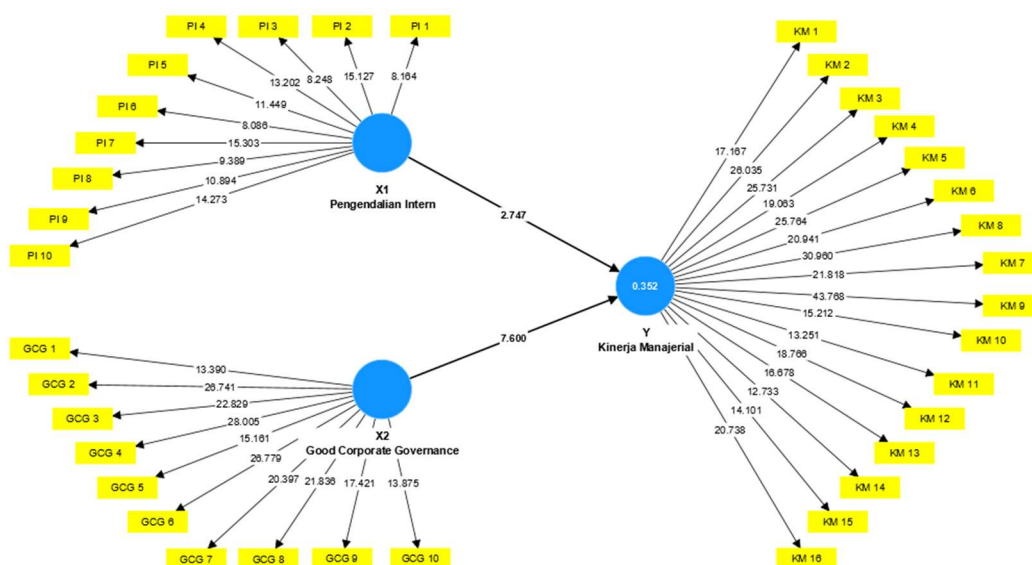 PI 4
PI 3
PI 2
PI 1
PI 5
PI 6
PI 7
PI 8
PI 9
PI 10
13.202
8.248
15.127
8.164
11.449
8.086
15.303
9.389
10.894
14.273
X1
Pengendalian Intern
2.747
7.600
GCG 1
GCG 2
GCG 3
GCG 4
GCG 5
GCG 6
GCG 7
GCG 8
GCG 9
GCG 10
13.390
26.741
22.829
28.005
15.161
26.779
20.397
21.836
17.421
13.875
X2
Good Corporate Governance
0.352
Y
Kinerja Manajerial
KM 1
KM 2
KM 3
KM 4
KM 5
KM 6
KM 8
KM 7
KM 9
KM 10
KM 11
KM 12
KM 13
KM 14
KM 15
KM 16
17.167
26.035
25.731
19.063
25.764
20.941
30.960
21.818
43.768
15.212
13.251
18.766
16.678
12.733
14.101
20.738